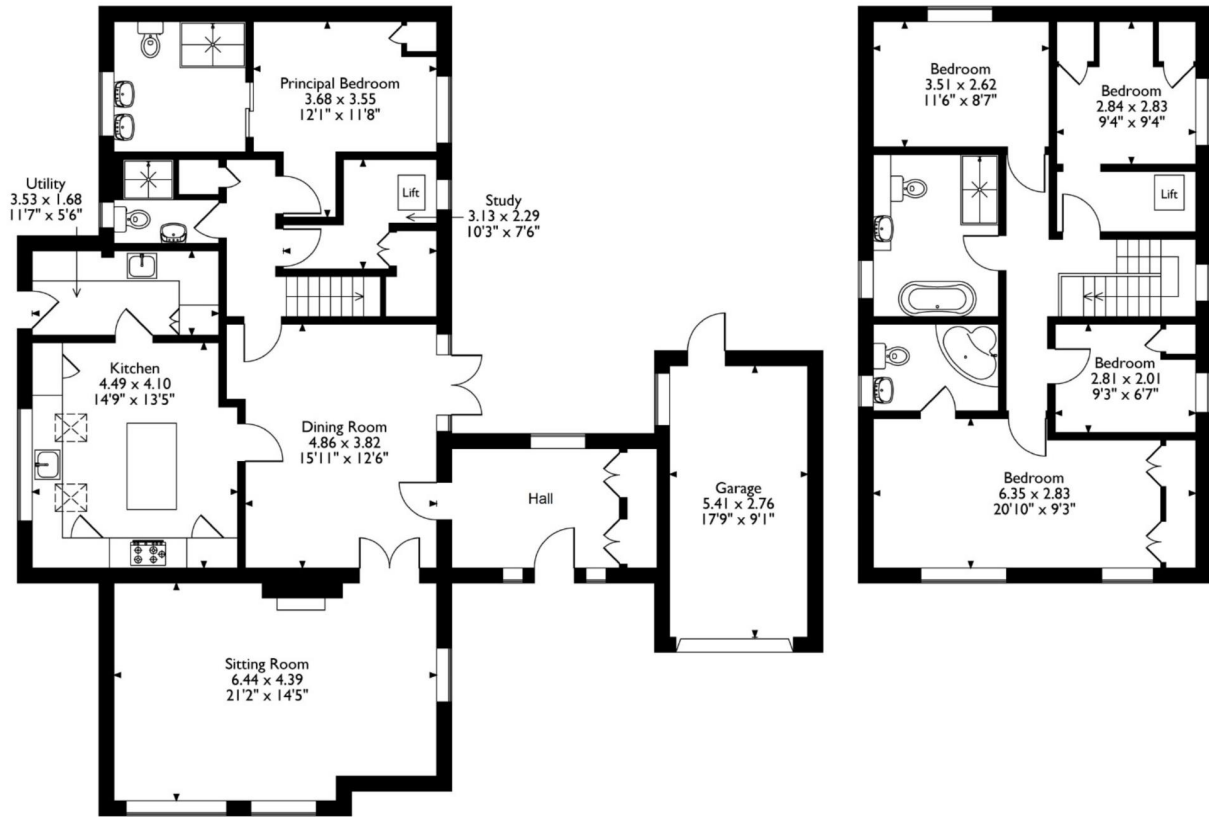 Principal Bedroom
3.68 x 3.55
12'1" x 11'8"
Utility
3.53 x 1.68
11'7" x 5'6"
Lift
Study
3.13 x 2.29
10'3" x 7'6"
Kitchen
4.49 x 4.10
14'9" x 13'5"
Dining Room
4.86 x 3.82
15'11" x 12'6"
Hall
Garage
5.41 x 2.76
17'9" x 9'1"
Sitting Room
6.44 x 4.39
21'2" x 14'5"
Bedroom
3.51 x 2.62
11'6" x 8'7"
Bedroom
2.84 x 2.83
9'4" x 9'4"
Lift
Bedroom
2.81 x 2.01
9'3" x 6'7"
Bedroom
6.35 x 2.83
20'10" x 9'3"